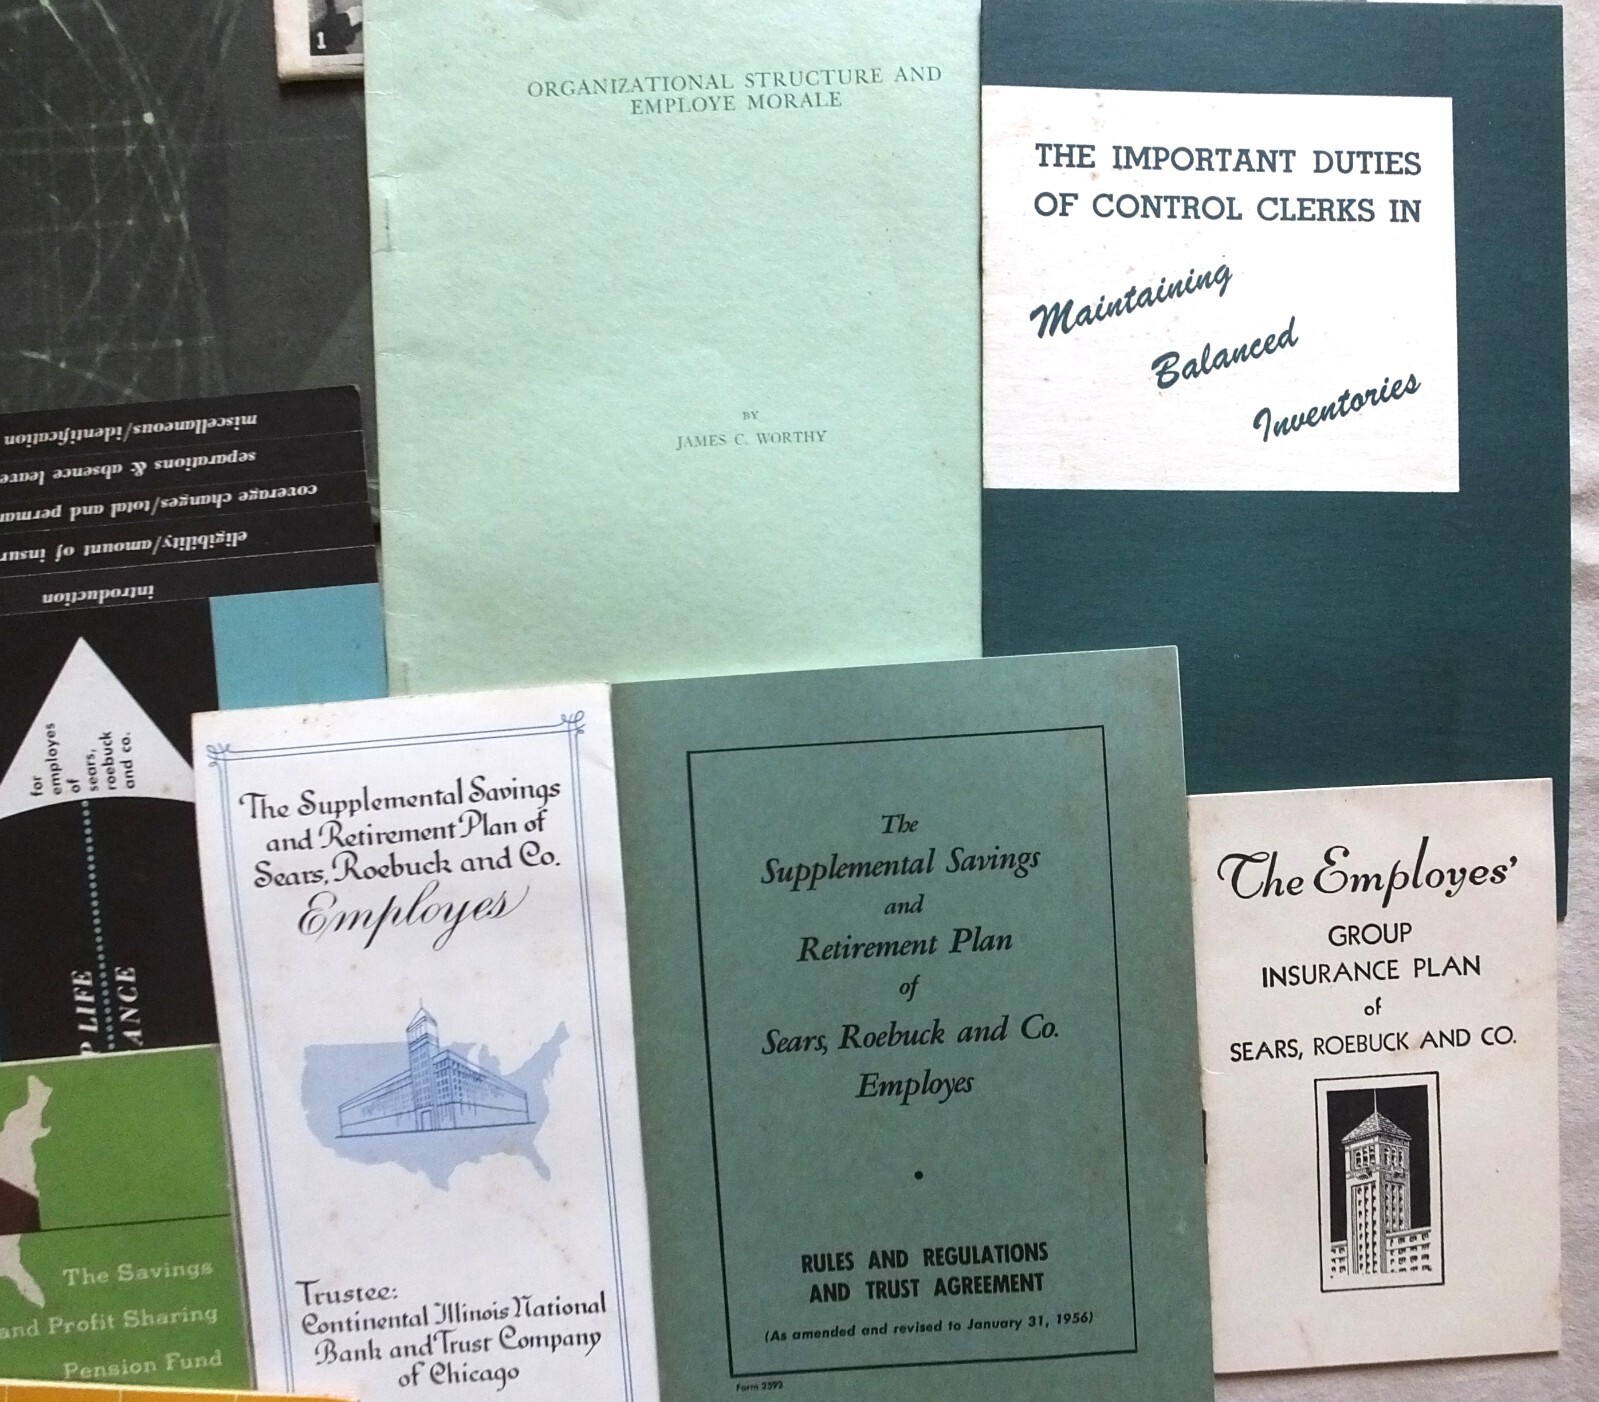 1
ORGANIZATIONAL STRUCTURE AND
EMPLOYE MORALE
BY
JAMES C. WORTHY
THE IMPORTANT DUTIES
OF CONTROL CLERKS IN
Maintaining
Balanced
Inventories
miscellaneous/identification
separations & absence leave
coverage changes/total and perman
eligibility/amount of insur
introduction
for
employes
of
sears,
roebuck
and co.
P LIFE
ANCE
The Savings
and Profit Sharing
Pension Fund
The Supplemental Savings
and Retirement Plan of
Sears, Roebuck and Co.
Employes
Trustee:
Continental Illinois National
Bank and Trust Company
of Chicago
The
Supplemental Savings
and
Retirement Plan
of
Sears, Roebuck and Co.
Employes
RULES AND REGULATIONS
AND TRUST AGREEMENT
(As amended and revised to January 31, 1956)
Form 2592
The Employes'
GROUP
INSURANCE PLAN
of
SEARS, ROEBUCK AND CO.